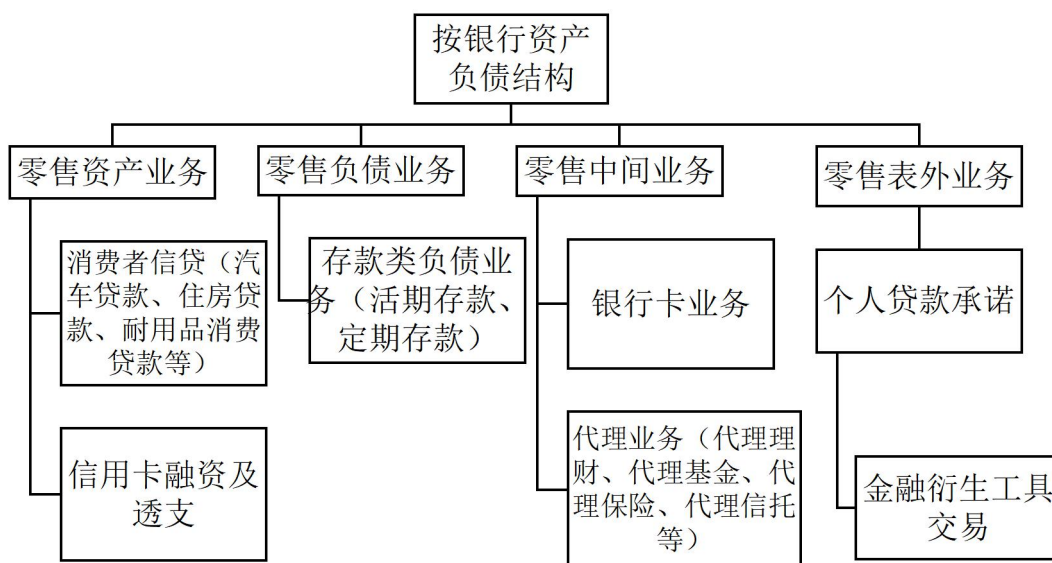 按银行资产
负债结构
零售资产业务
零售负债业务
零售中间业务
零售表外业务
消费者信贷（汽
车贷款、住房贷
款、耐用品消费
贷款等）
存款类负债业
务（活期存款、
定期存款）
银行卡业务
个人贷款承诺
信用卡融资及
透支
代理业务（代理理
财、代理基金、代
理保险、代理信托
等）
金融衍生工具
交易